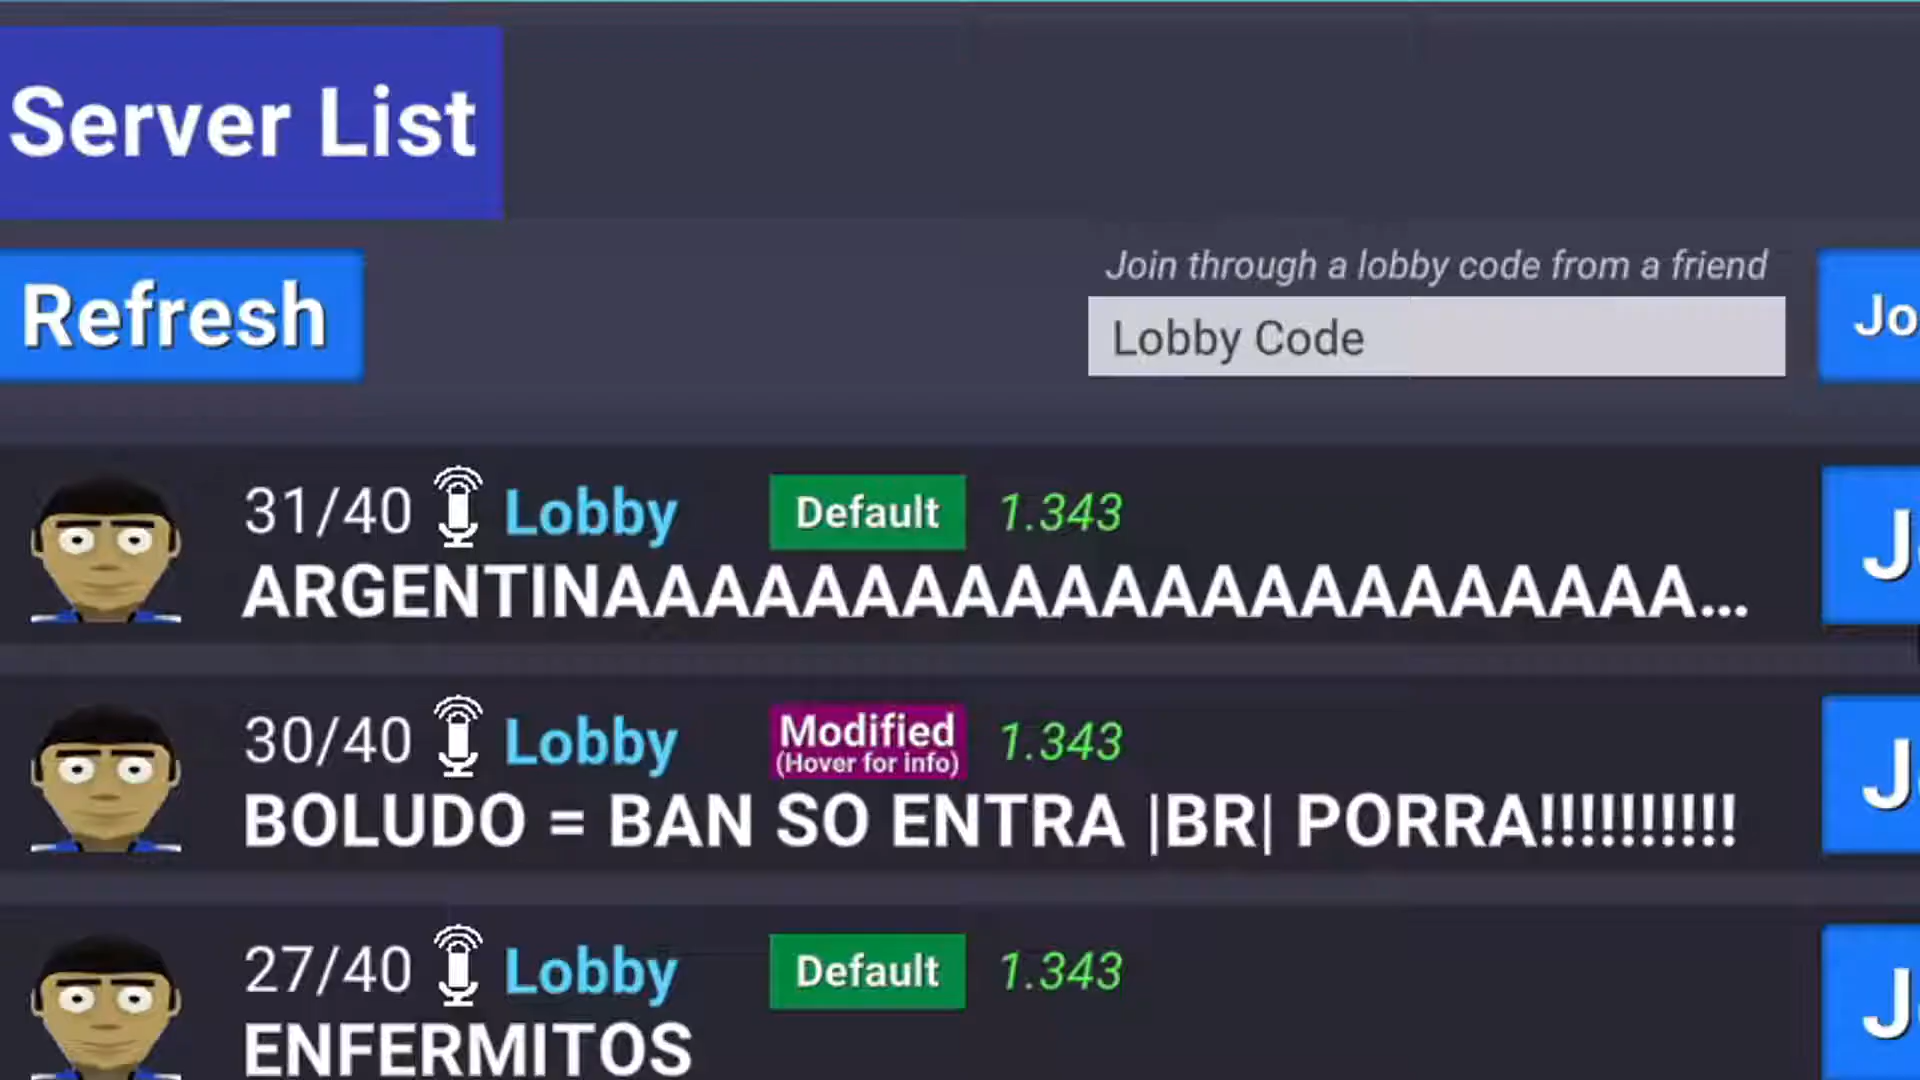 Server List
Join through a lobby code from a friend
Refresh
Lobby Code
Jo
31/40 Lobby Default 1.343
ARGENTINAAAAAAAAAAAAAAAAAAAAAA...
J
30/40 Lobby Modified 1.343
(Hover for info)
BOLUDO = BAN SO ENTRA |BR| PORRA!!!!!!!!!!
J
27/40 Lobby Default 1.343
ENFERMITOS
J